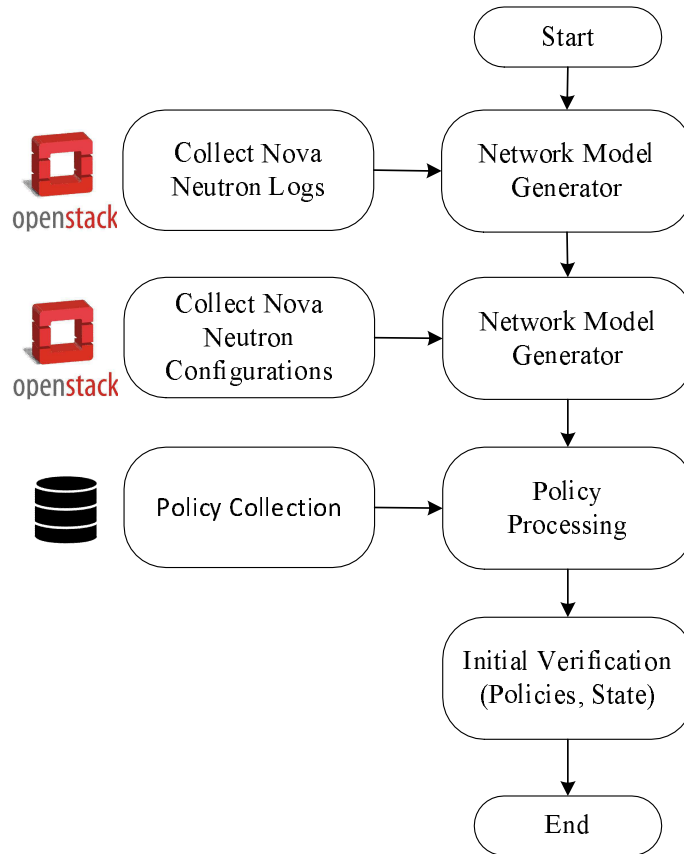 Start
Collect Nova
Neutron Logs
Network Model
Generator
openstack
Collect Nova
Neutron
Configurations
Network Model
Generator
openstack
Policy Collection
Policy
Processing
Initial Verification
(Policies, State)
End